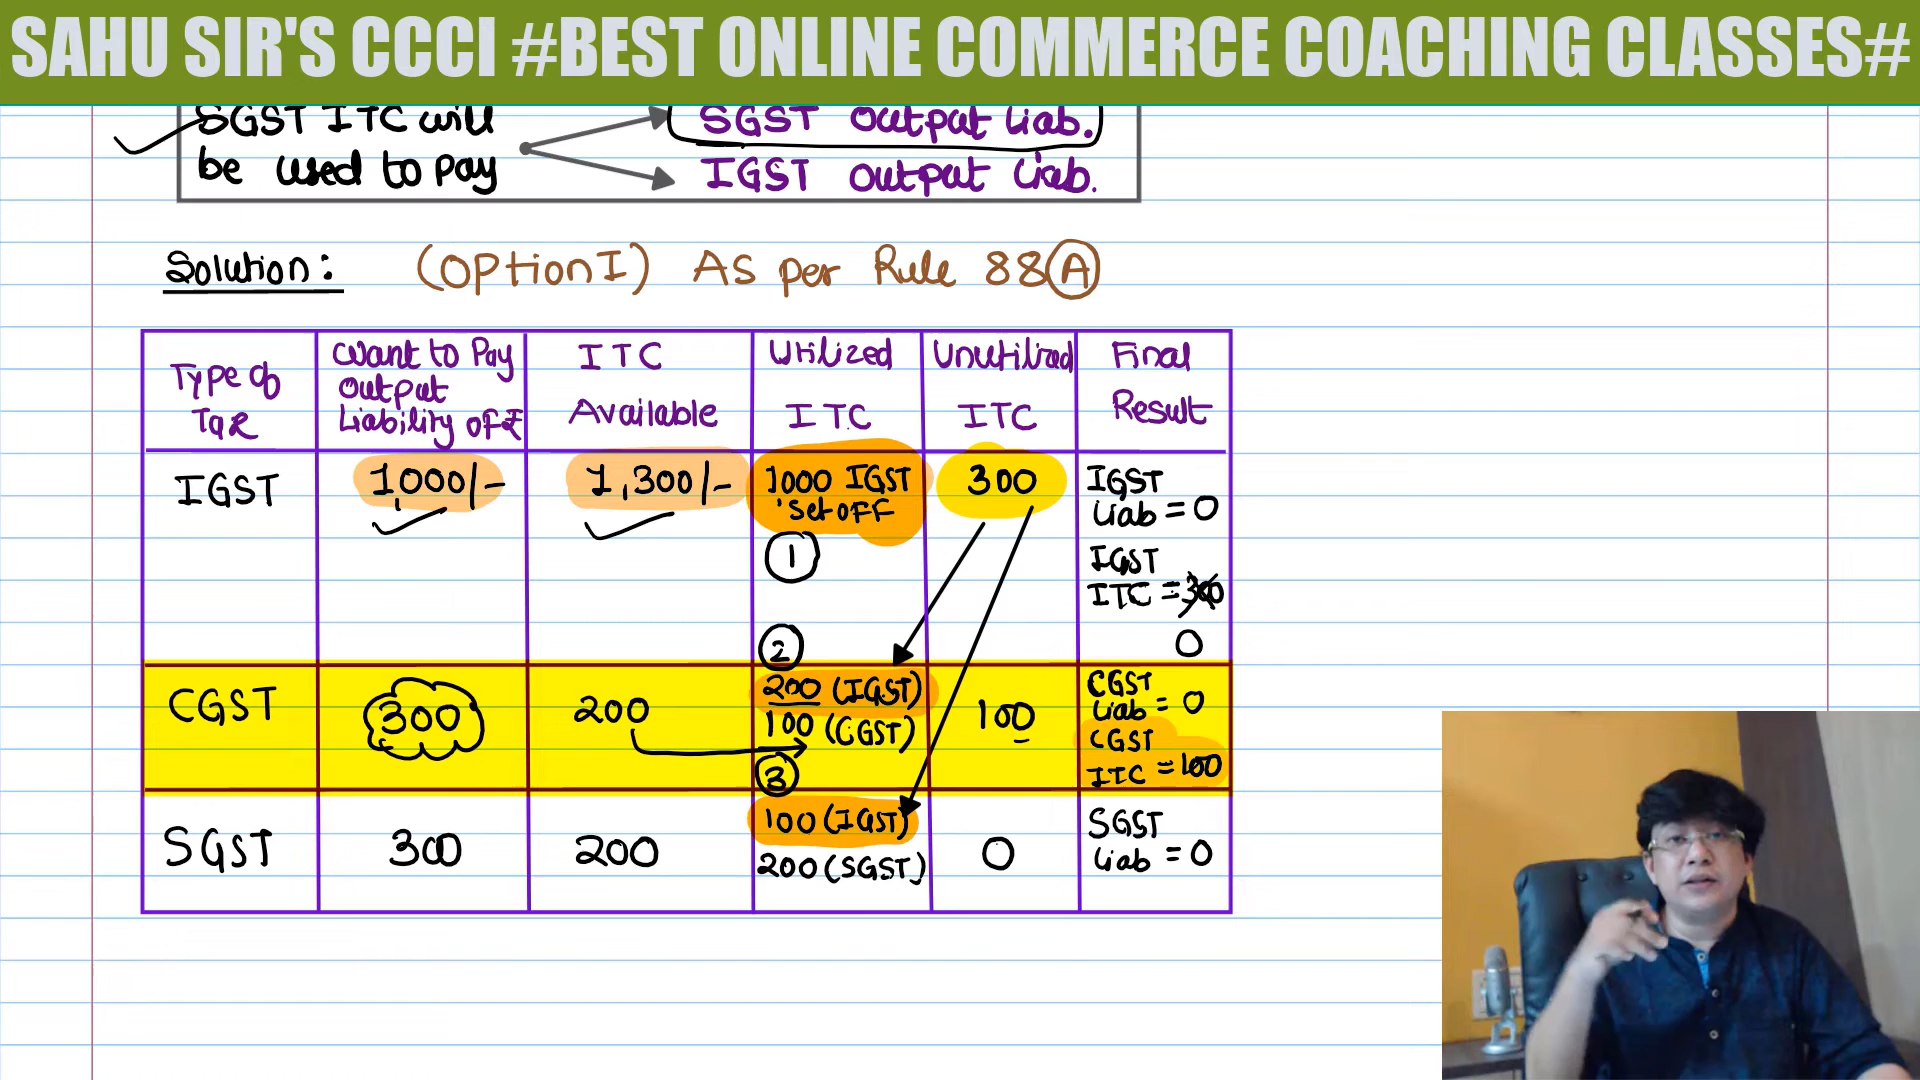 SAHU SIR'S CCCI #BEST ONLINE COMMERCE COACHING CLASSES#
SGST ITC will
be used to pay
SGST output Liab.
IGST output Liab.
Solution: (Option I) As per Rule 88(A)
Type of
Tax
Want to Pay
output
Liability of ₹
ITC
Available
Utilized
ITC
Unutilized
ITC
Final
Result
IGST
1,000/-
1,300/-
1000 IGST
Set off
1
2
300
IGST
Liab = 0
IGST
ITC = 300
0
CGST
300
200
200 (IGST)
100 (CGST)
3
100
CGST
Liab = 0
CGST
ITC = 100
SGST
300
200
100 (IGST)
200 (SGST)
0
SGST
Liab = 0